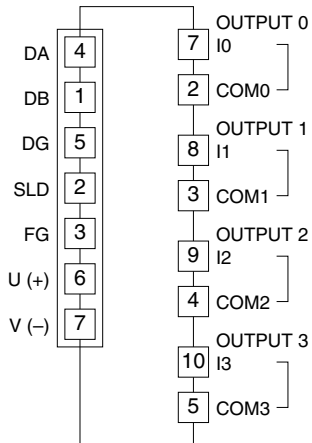 DA 4
DB 1
DG 5
SLD 2
FG 3
U (+) 6
V (–) 7
OUTPUT 0
7 I0
2 COM0
OUTPUT 1
8 I1
3 COM1
OUTPUT 2
9 I2
4 COM2
OUTPUT 3
10 I3
5 COM3